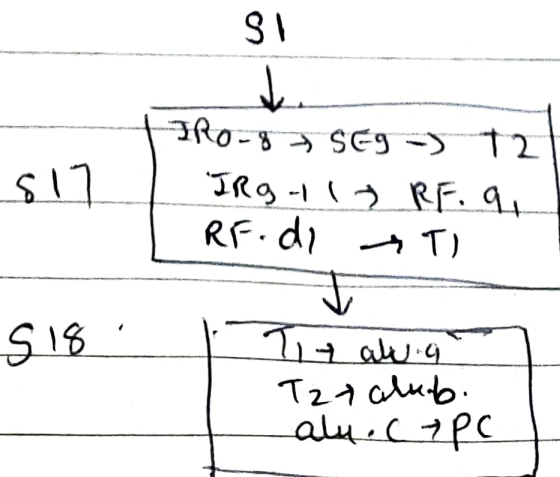 S1
↓
IR0-8 → SE9 → T2
S17
IR9-11 → RF.a1
RF.d1 → T1
↓
S18
T1 → alu.a
T2 → alu.b.
alu.C → PC